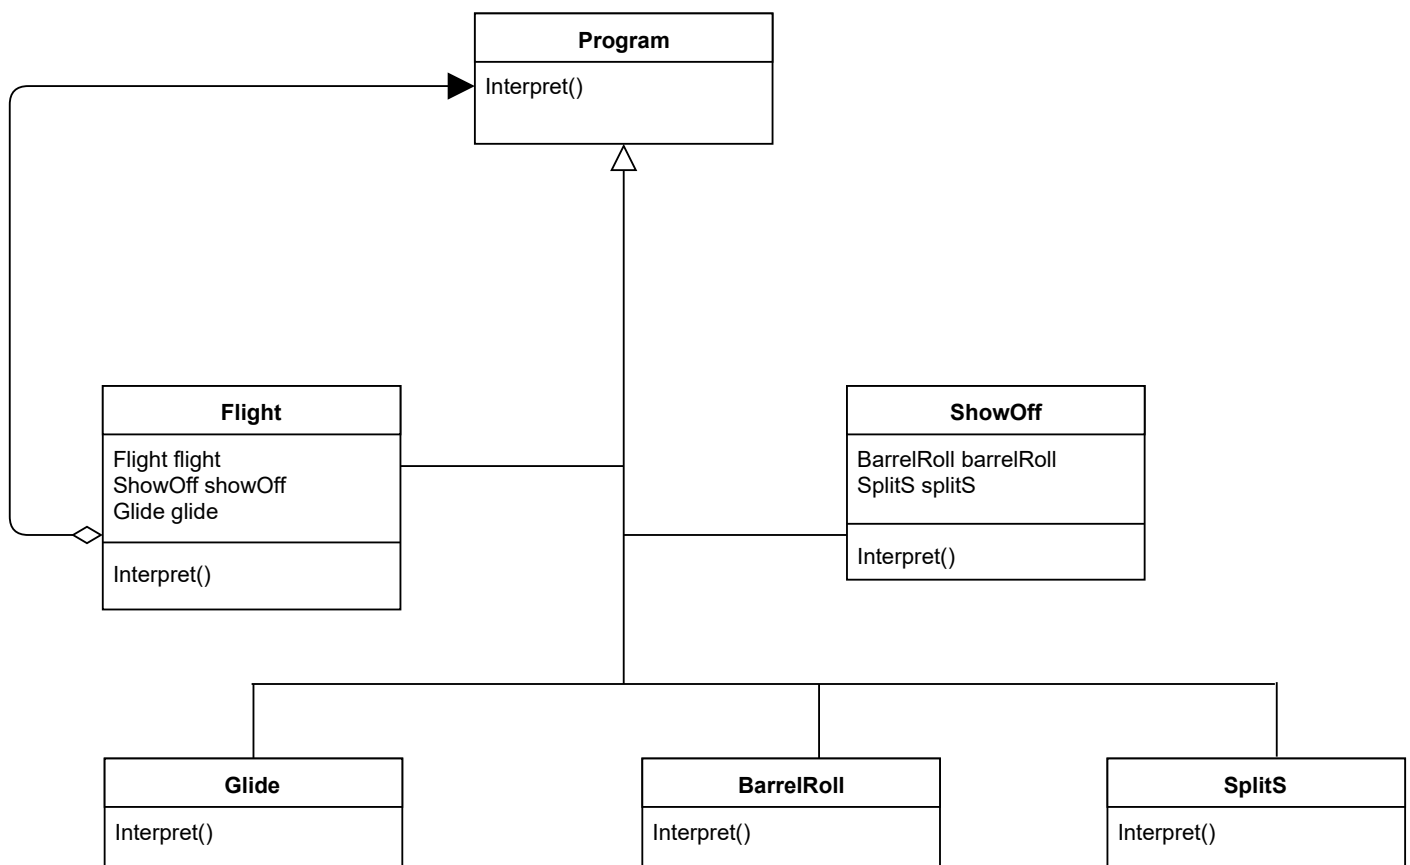 Program
Interpret()
Flight
Flight flight
ShowOff showOff
Glide glide
Interpret()
ShowOff
BarrelRoll barrelRoll
SplitS splitS
Interpret()
Glide
Interpret()
BarrelRoll
Interpret()
SplitS
Interpret()